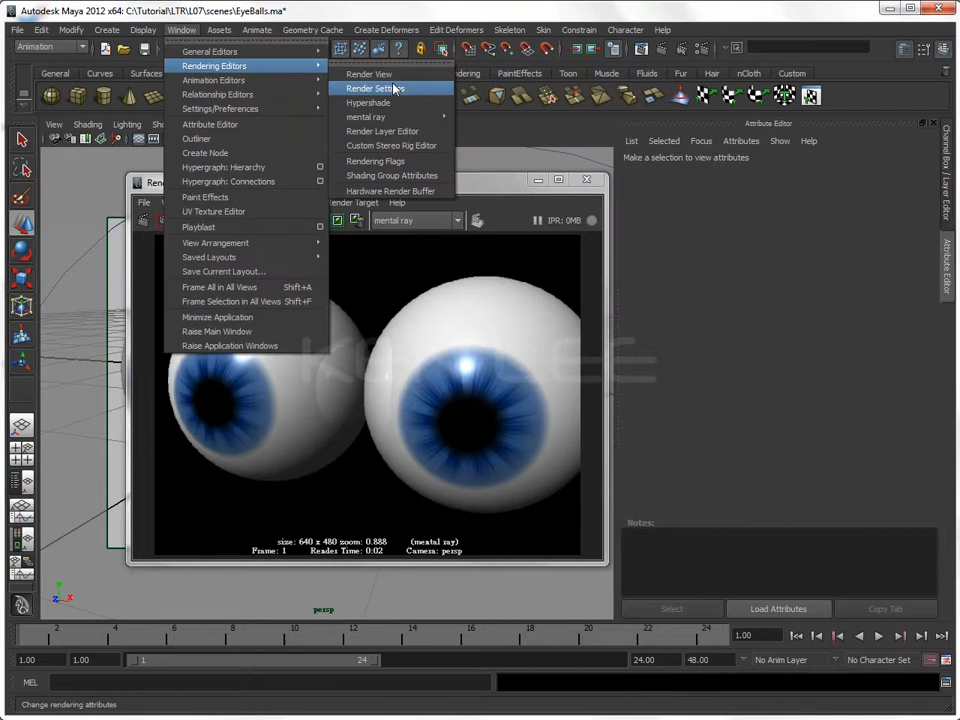 Autodesk Maya 2012 x64: C:\Tutorial\LTR\L07\scenes\EyeBalls.ma*
File Edit Modify Create Display Window Assets Animate Geometry Cache Create Deformers Edit Deformers Skeleton Skin Constrain Character Muscle Help
Animation
General Curves Surfaces PaintEffects Toon Muscle Fluids Fur Hair nCloth Custom
View Shading Lighting
General Editors
Rendering Editors
Animation Editors
Relationship Editors
Settings/Preferences
Attribute Editor
Outliner
Create Node
Hypergraph: Hierarchy
Hypergraph: Connections
Paint Effects
UV Texture Editor
Playblast
View Arrangement
Saved Layouts
Save Current Layout...
Frame All in All Views Shift+A
Frame Selection in All Views Shift+F
Minimize Application
Raise Main Window
Raise Application Windows
Render View
Render Settings
Hypershade
mental ray
Render Layer Editor
Custom Stereo Rig Editor
Rendering Flags
Shading Group Attributes
Hardware Render Buffer
File Render Target Help
mental ray
IPR: 0MB
size: 640 x 480 zoom: 0.888 (mental ray)
Frame: 1 Render Time: 0:02 Camera: persp
persp
Attribute Editor
List Selected Focus Attributes Show Help
Make a selection to view attributes
Notes:
Select Load Attributes Copy Tab
Channel Box / Layer Editor
Attribute Editor
2 4 6 8 10 12 14 16 18 20 22 24
1.00
1.00 1.00 1 24 24.00 48.00 No Anim Layer No Character Set
MEL
Change rendering attributes